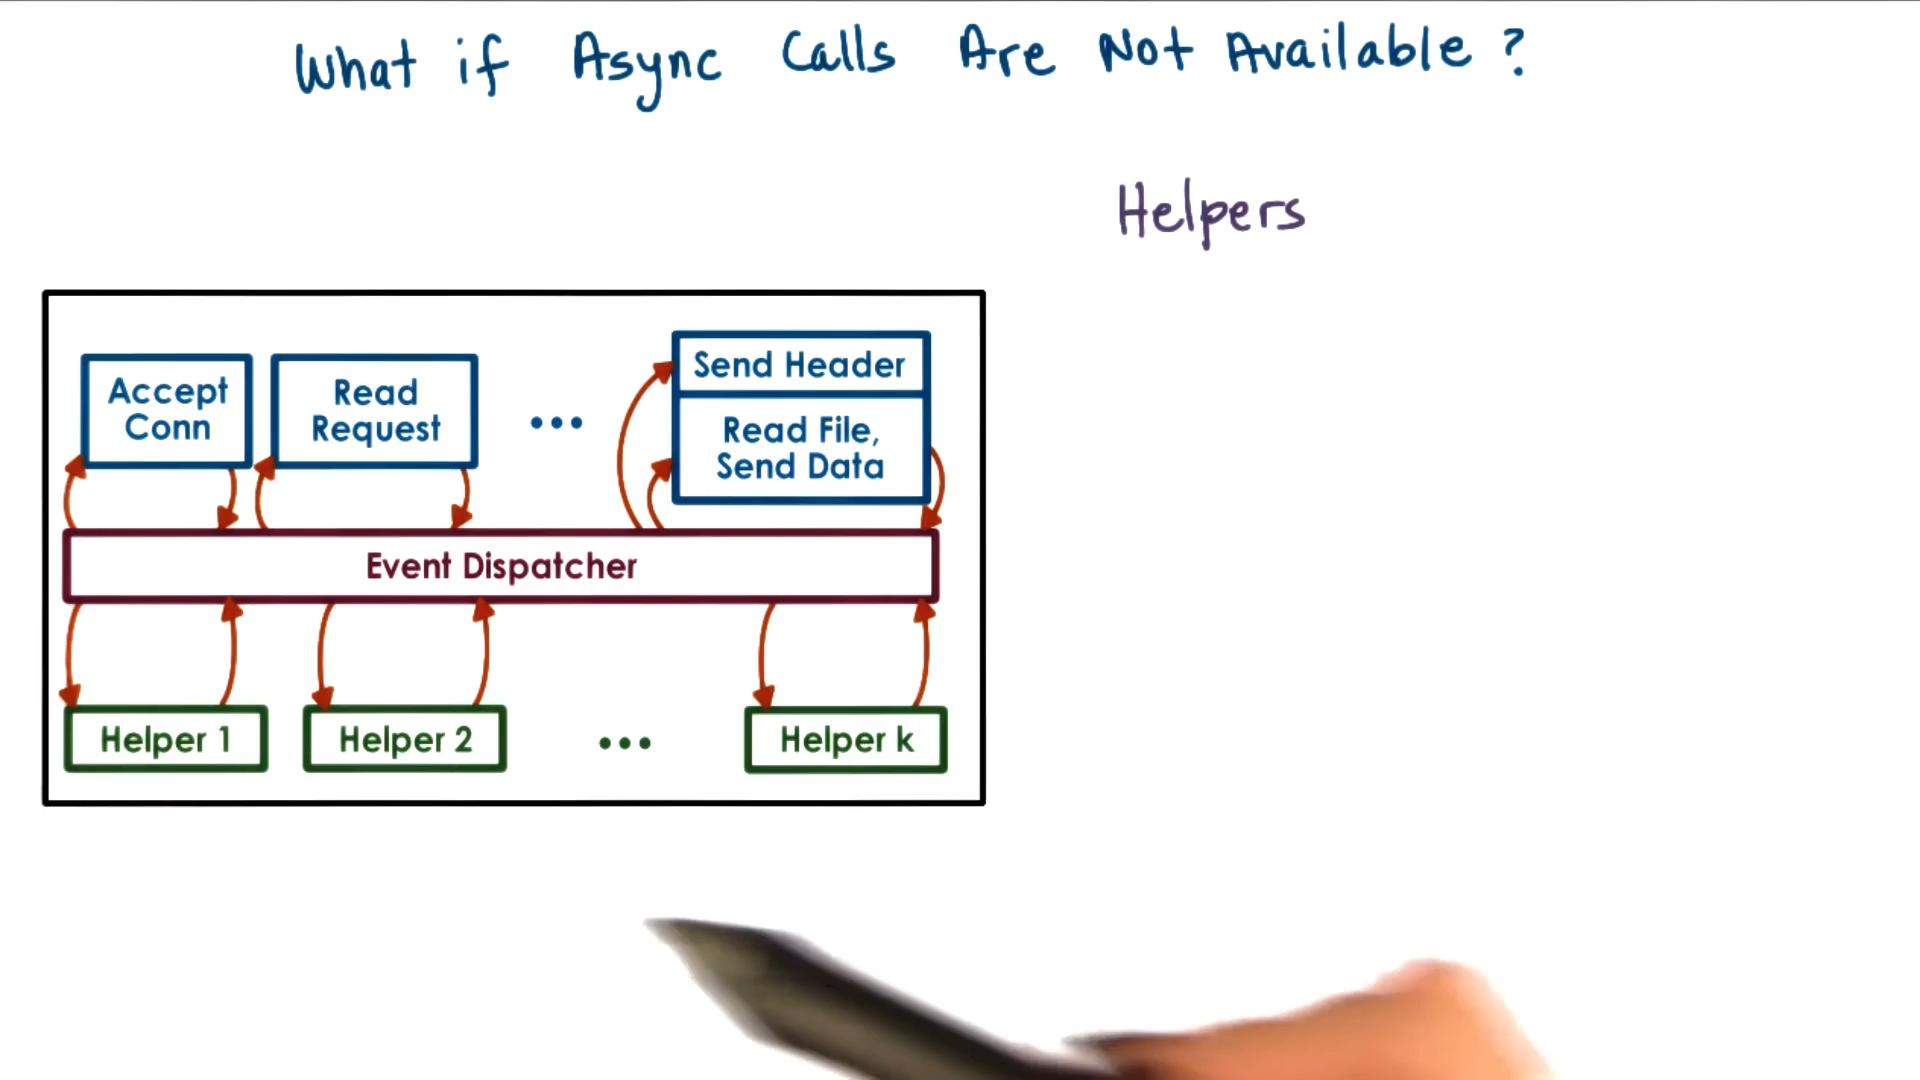 What if Async Calls Are Not Available?
Helpers
Accept
Conn
Read
Request
...
Send Header
Read File,
Send Data
Event Dispatcher
Helper 1
Helper 2
...
Helper k